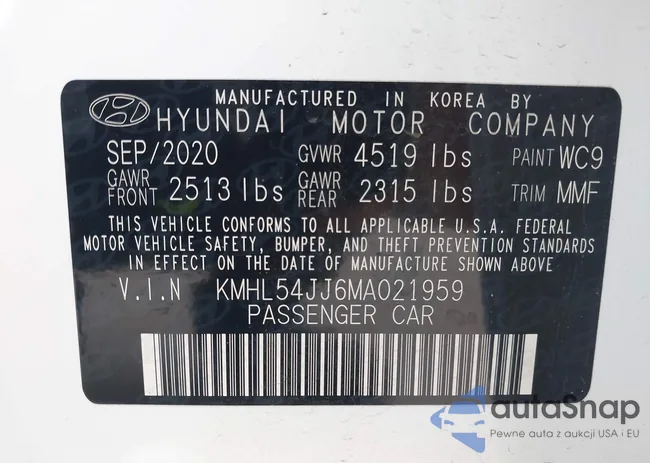 MANUFACTURED IN KOREA BY
HYUNDAI MOTOR COMPANY
SEP/2020 GVWR 4519 lbs PAINT WC9
GAWR FRONT 2513 lbs GAWR REAR 2315 lbs TRIM MMF
THIS VEHICLE CONFORMS TO ALL APPLICABLE U.S.A. FEDERAL
MOTOR VEHICLE SAFETY, BUMPER, AND THEFT PREVENTION STANDARDS
IN EFFECT ON THE DATE OF MANUFACTURE SHOWN ABOVE
V.I.N KMHL54JJ6MA021959
PASSENGER CAR
autaSnap
Pewne auta z aukcji USA i EU